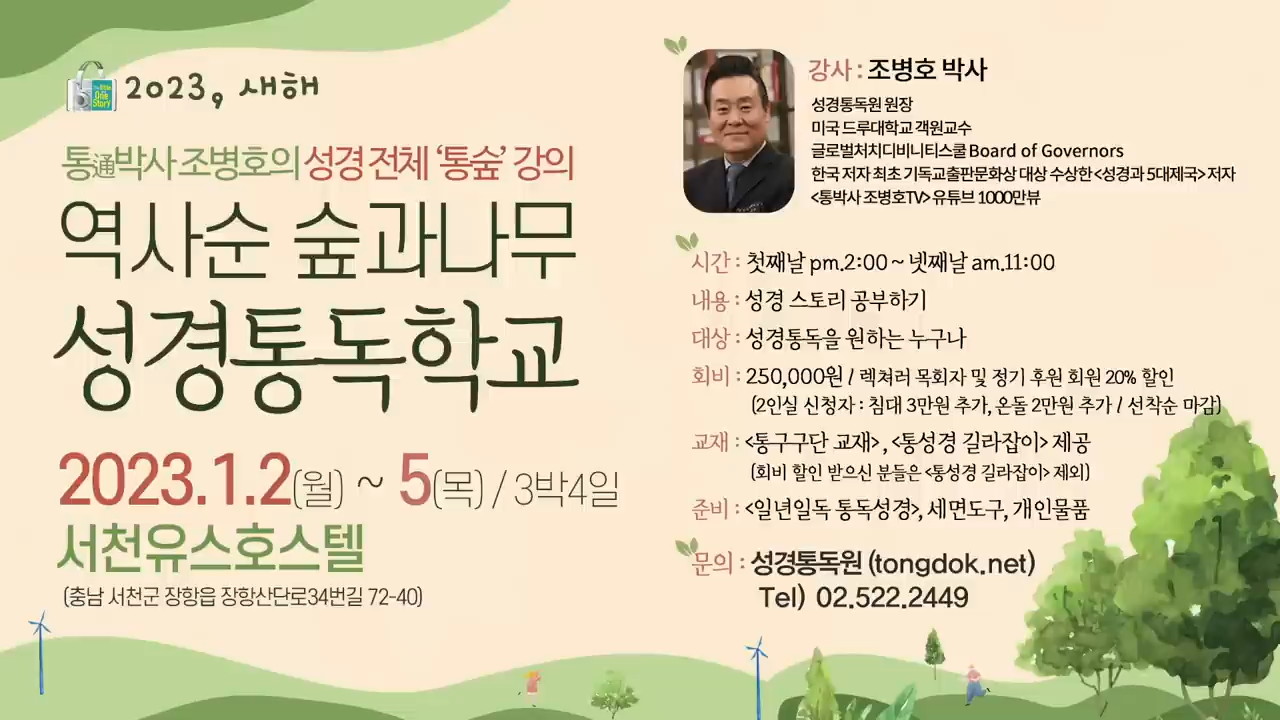 The Bible
One
Story
2023, 새해
통通박사 조병호의 성경 전체 ‘통숲’ 강의
역사순 숲과나무
성경통독학교
2023.1.2(월) ~ 5(목) / 3박4일
서천유스호스텔
(충남 서천군 장항읍 장항산단로34번길 72-40)
강사 : 조병호 박사
성경통독원 원장
미국 드루대학교 객원교수
글로벌처치디비니티스쿨 Board of Governors
한국 저자 최초 기독교출판문화상 대상 수상한 <성경과 5대제국> 저자
<통박사 조병호TV> 유튜브 1000만뷰
시간 : 첫째날 pm.2:00 ~ 넷째날 am.11:00
내용 : 성경 스토리 공부하기
대상 : 성경통독을 원하는 누구나
회비 : 250,000원 / 렉쳐러 목회자 및 정기 후원 회원 20% 할인
(2인실 신청자 : 침대 3만원 추가, 온돌 2만원 추가 / 선착순 마감)
교재 : <통구구단 교재>, <통성경 길라잡이> 제공
(회비 할인 받으신 분들은 <통성경 길라잡이> 제외)
준비 : <일년일독 통독성경>, 세면도구, 개인물품
문의 : 성경통독원 (tongdok.net)
Tel) 02.522.2449